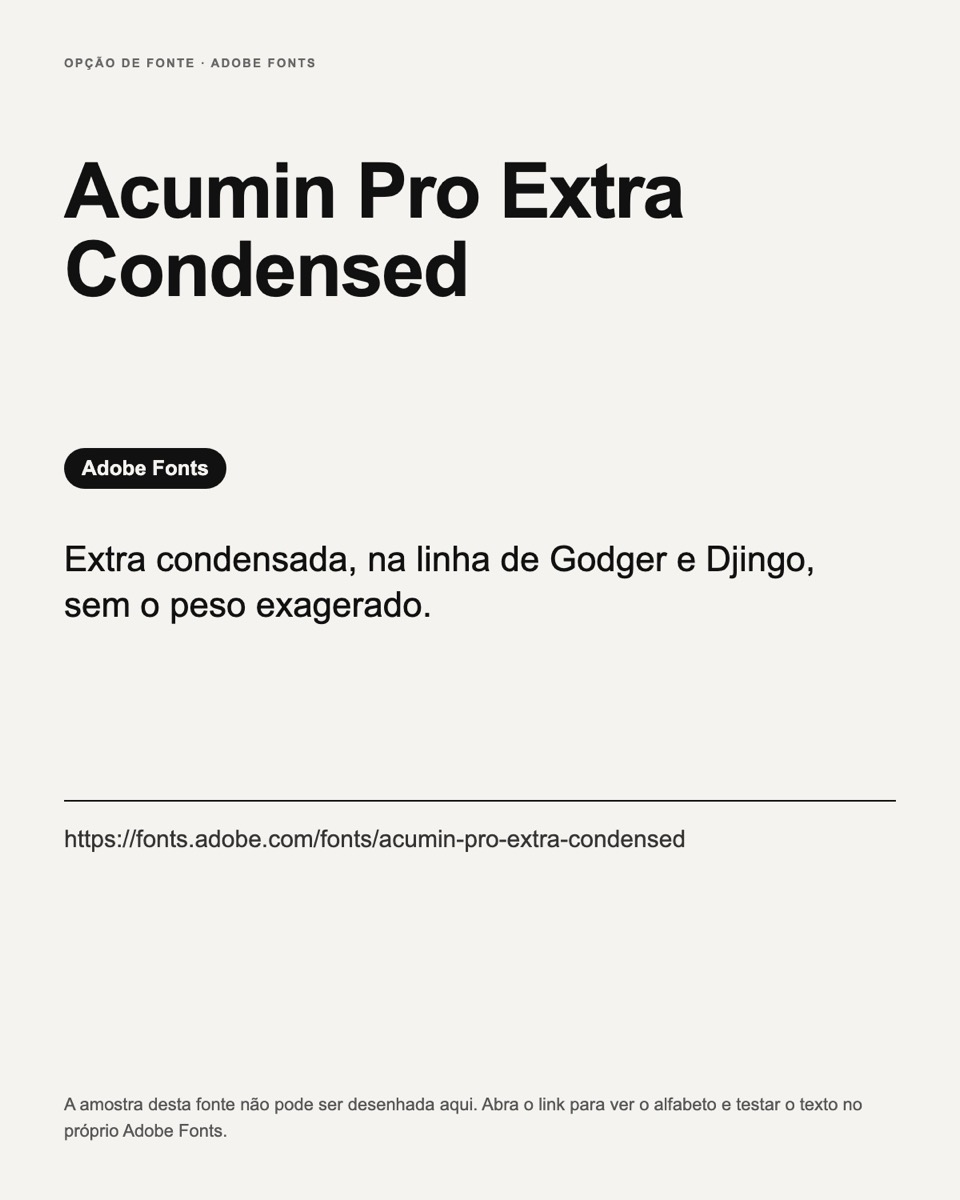 OPÇÃO DE FONTE · ADOBE FONTS
Acumin Pro Extra
Condensed
Adobe Fonts
Extra condensada, na linha de Godger e Djingo,
sem o peso exagerado.
https://fonts.adobe.com/fonts/acumin-pro-extra-condensed
A amostra desta fonte não pode ser desenhada aqui. Abra o link para ver o alfabeto e testar o texto no
próprio Adobe Fonts.